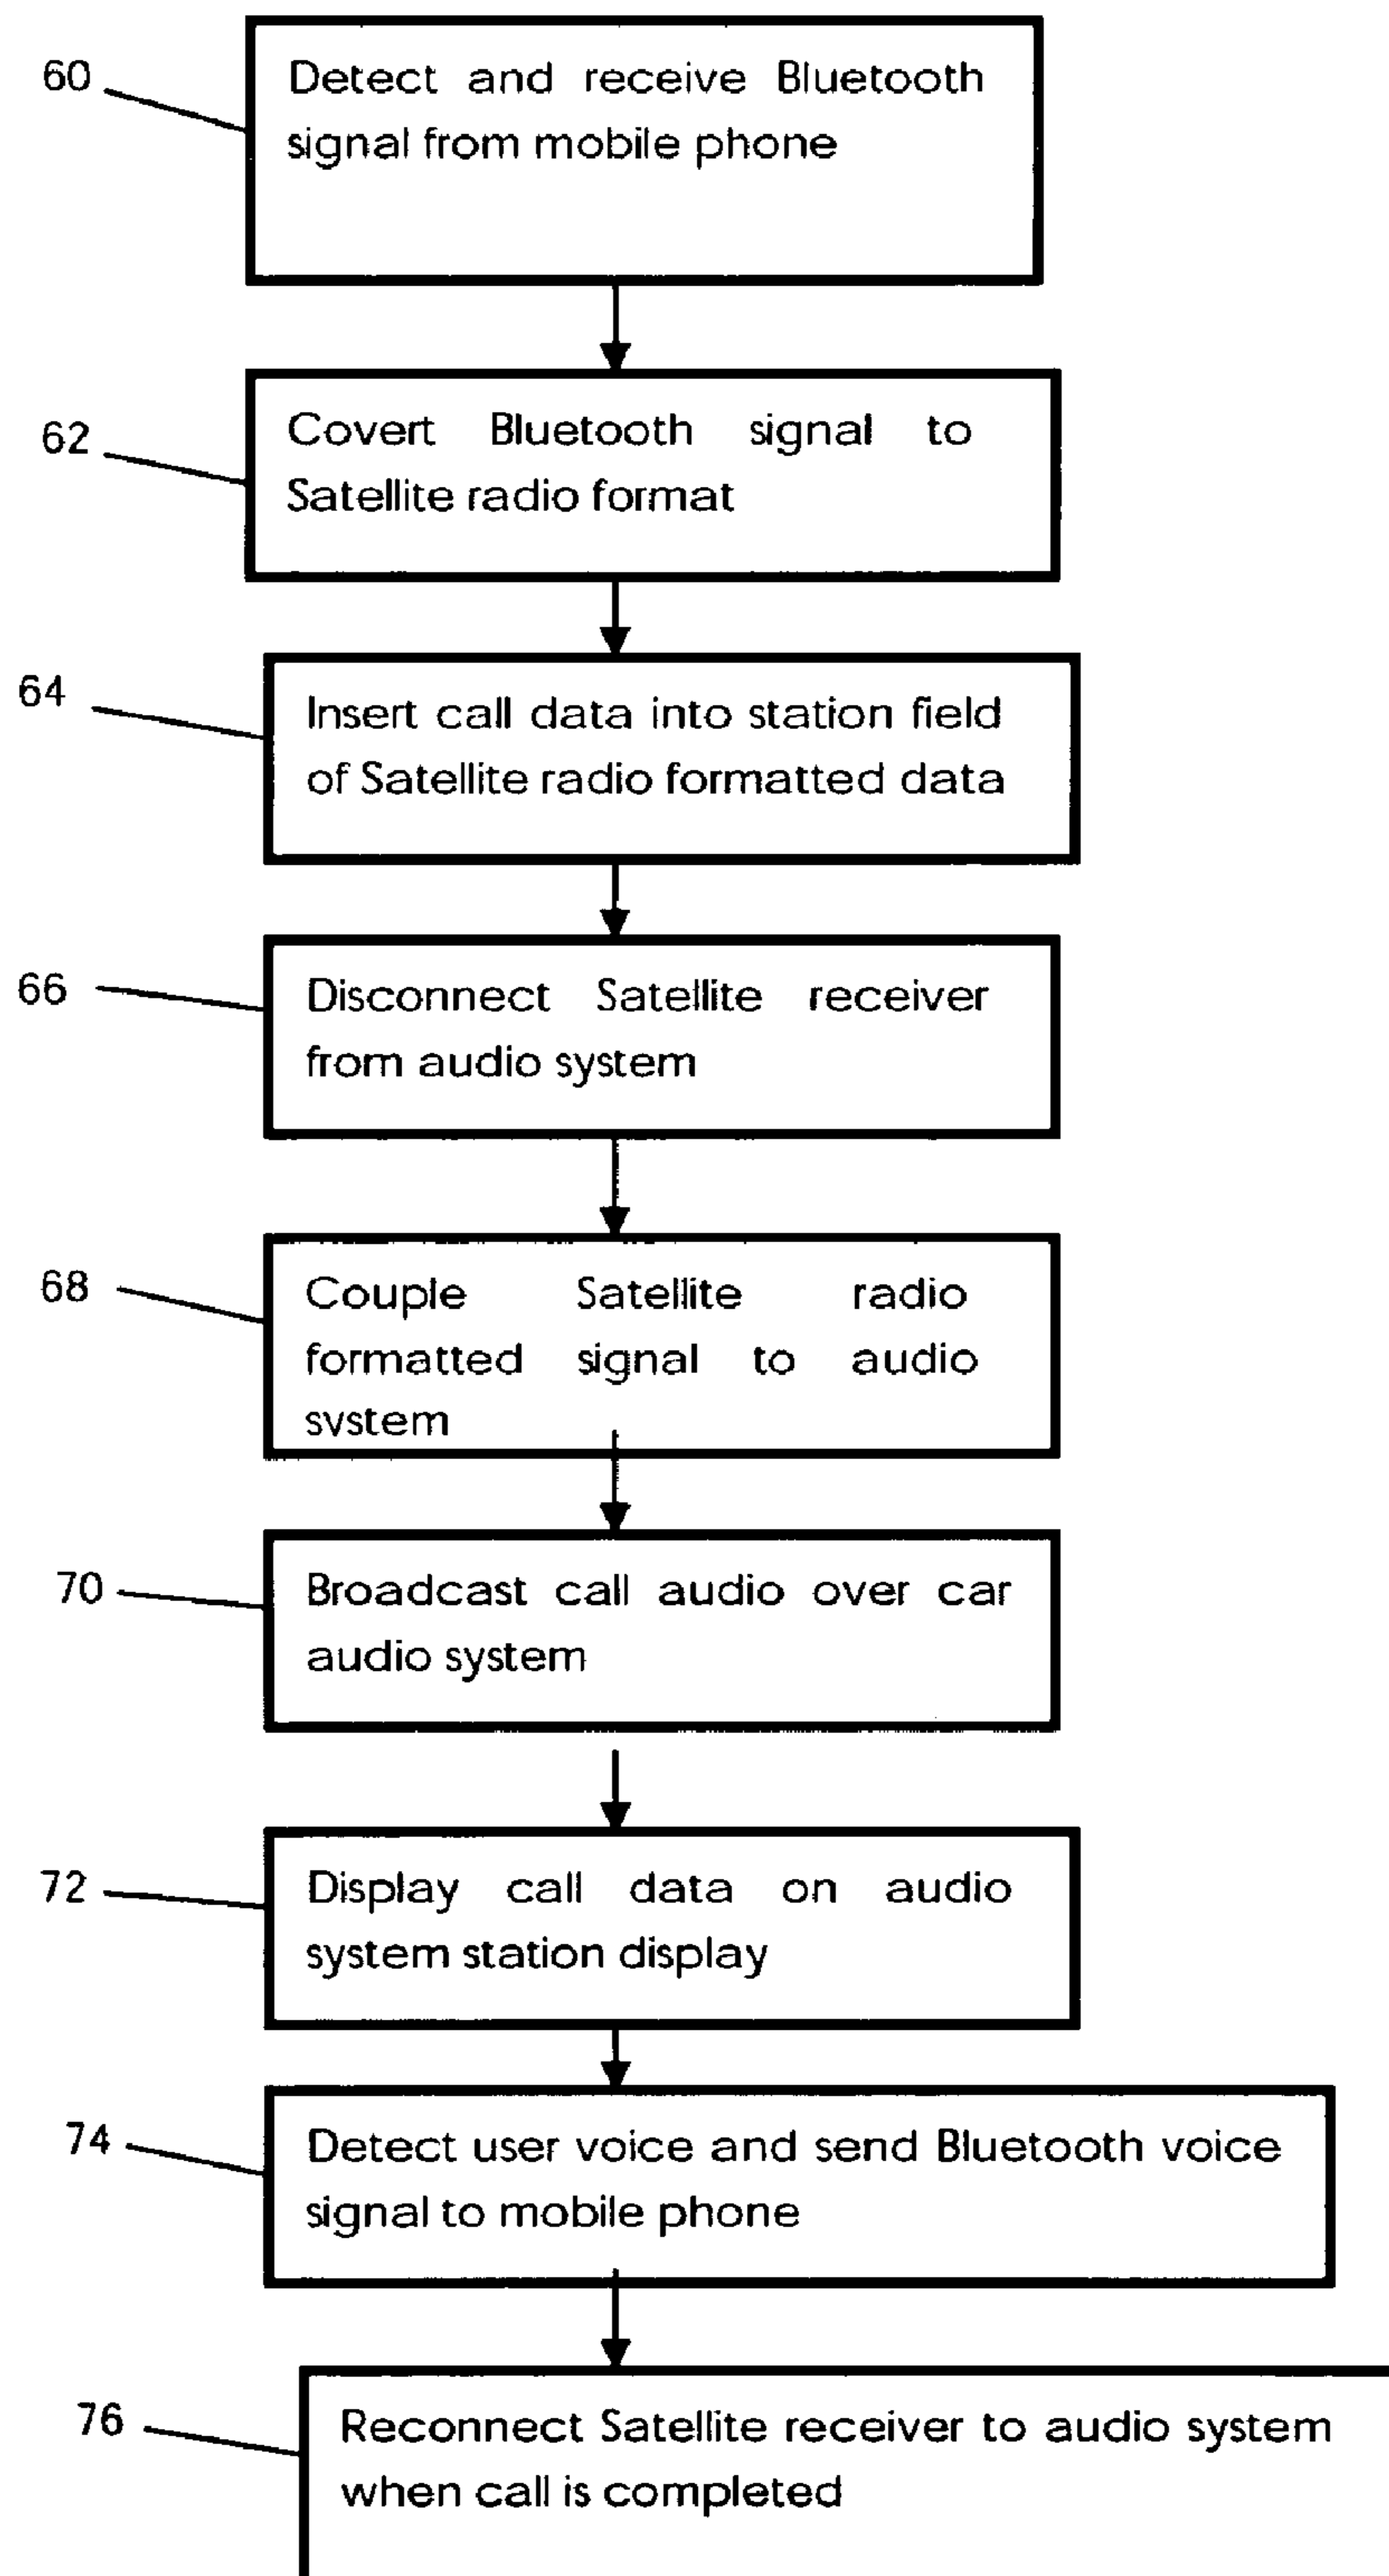 60
Detect and receive Bluetooth
signal from mobile phone
62
Covert Bluetooth signal to
Satellite radio format
64
Insert call data into station field
of Satellite radio formatted data
66
Disconnect Satellite receiver
from audio system
68
Couple Satellite radio
formatted signal to audio
system
70
Broadcast call audio over car
audio system
72
Display call data on audio
system station display
74
Detect user voice and send Bluetooth voice
signal to mobile phone
76
Reconnect Satellite receiver to audio system
when call is completed